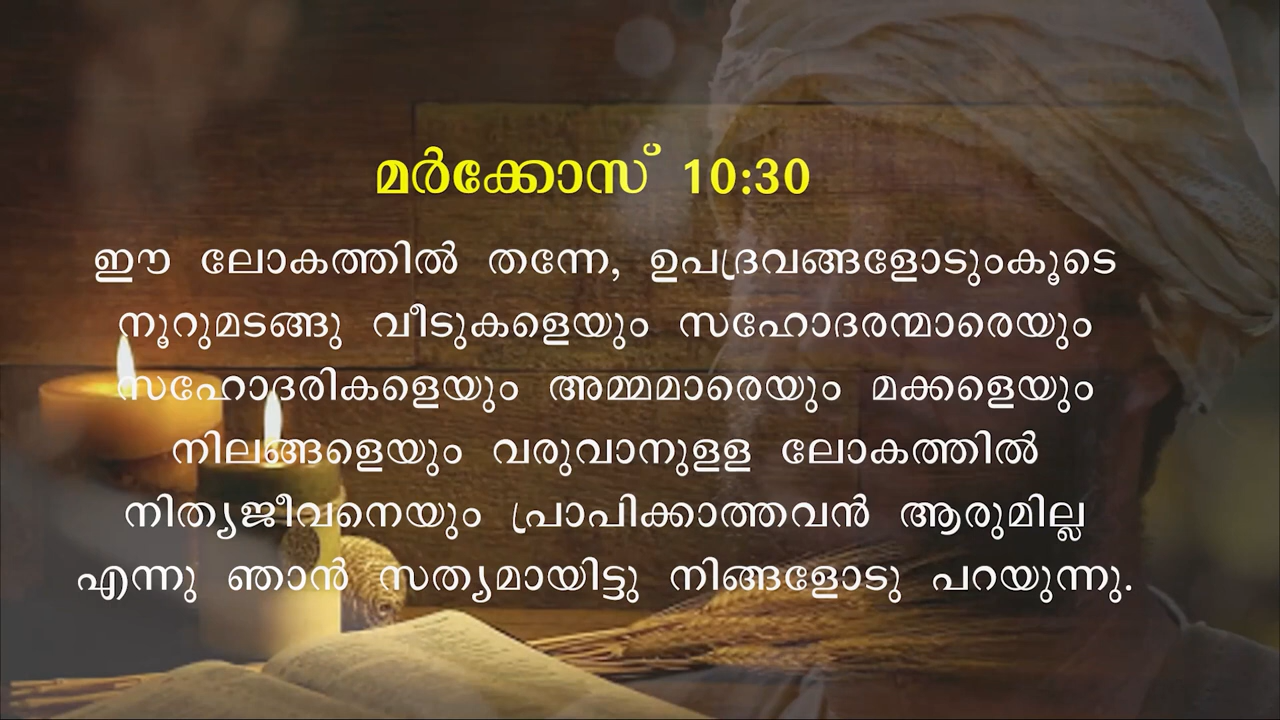 മർക്കോസ് 10:30
ഈ ലോകത്തിൽ തന്നേ, ഉപദ്രവങ്ങളോടുംകൂടെ
നൂറുമടങ്ങു വീടുകളെയും സഹോദരന്മാരെയും
സഹോദരികളെയും അമ്മമാരെയും മക്കളെയും
നിലങ്ങളെയും വരുവാനുളള ലോകത്തിൽ
നിത്യജീവനെയും പ്രാപിക്കാത്തവൻ ആരുമില്ല
എന്നു ഞാൻ സത്യമായിട്ടു നിങ്ങളോടു പറയുന്നു.